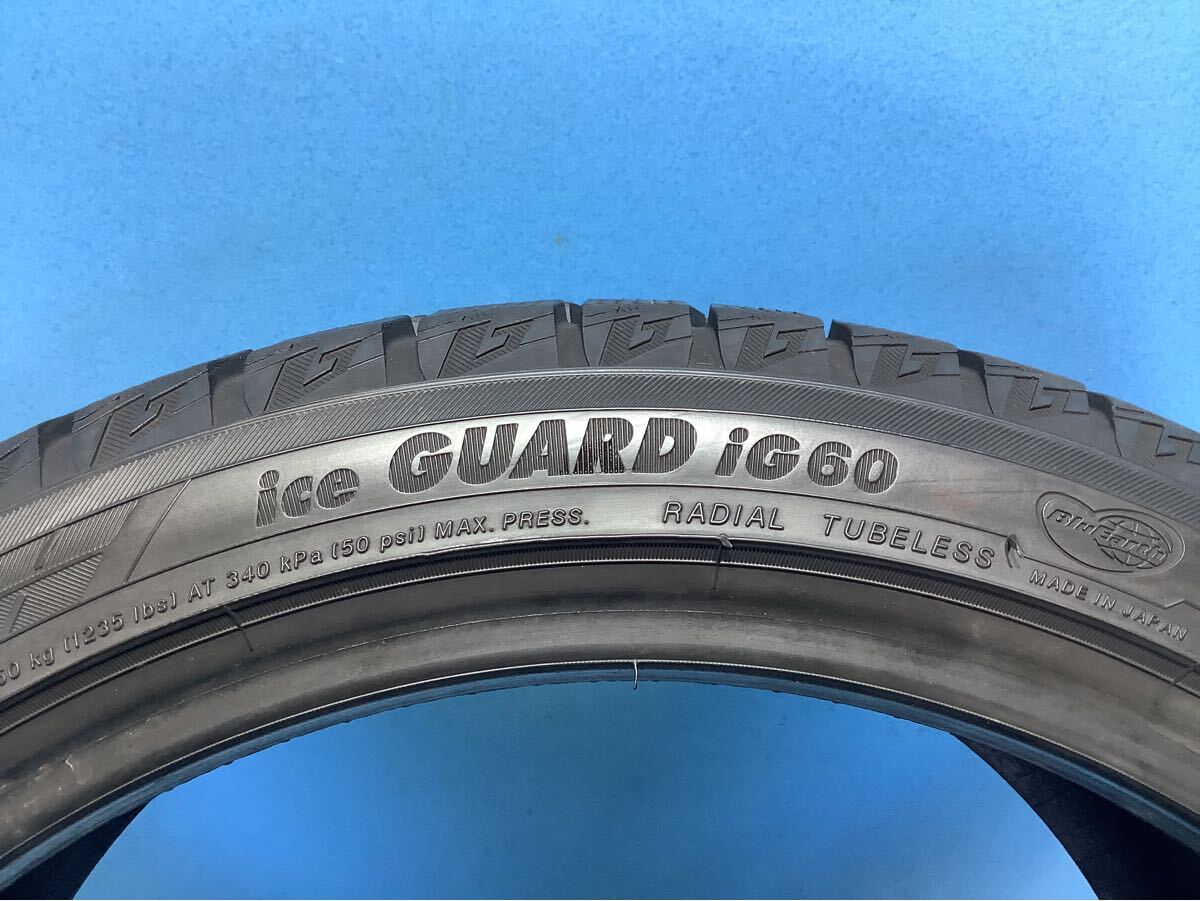 ice GUARD iG60
50 kg (1235 lbs) AT 340 kPa (50 psi) MAX. PRESS.
RADIAL TUBELESS
BluEarth
MADE IN JAPAN